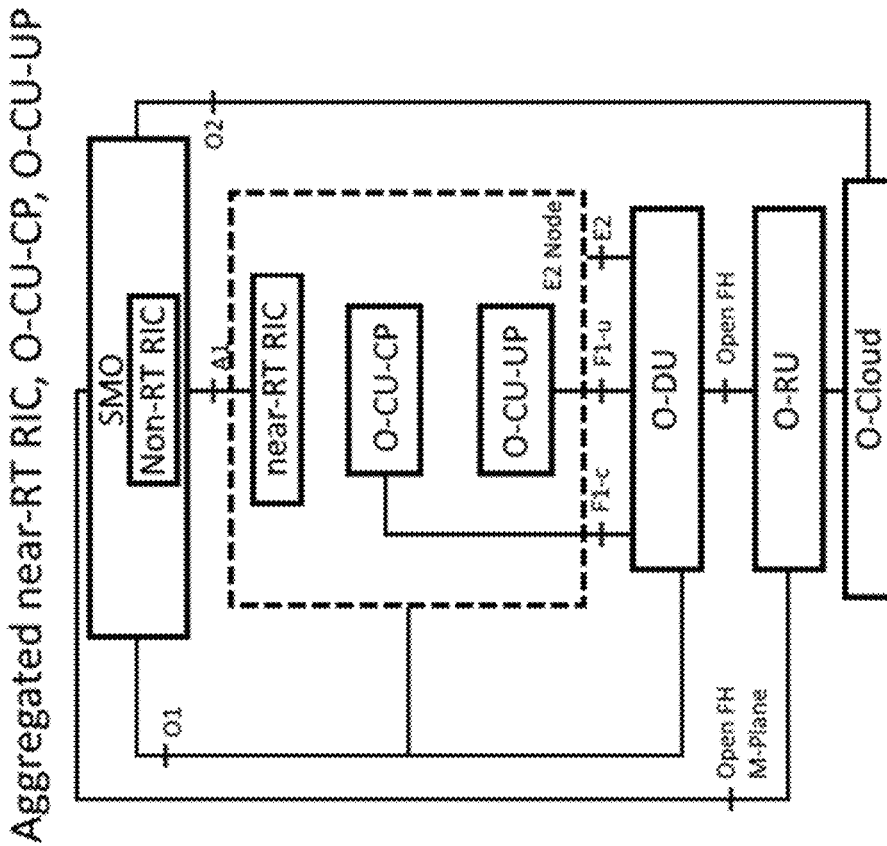 Aggregated near-RT RIC, O-CU-CP, O-CU-UP
SMO
Non-RT RIC
O1
A1
O2
near-RT RIC
O-CU-CP
O-CU-UP
E2 Node
F1-c
F1-u
E2
O-DU
Open FH
M-Plane
Open FH
O-RU
O-Cloud